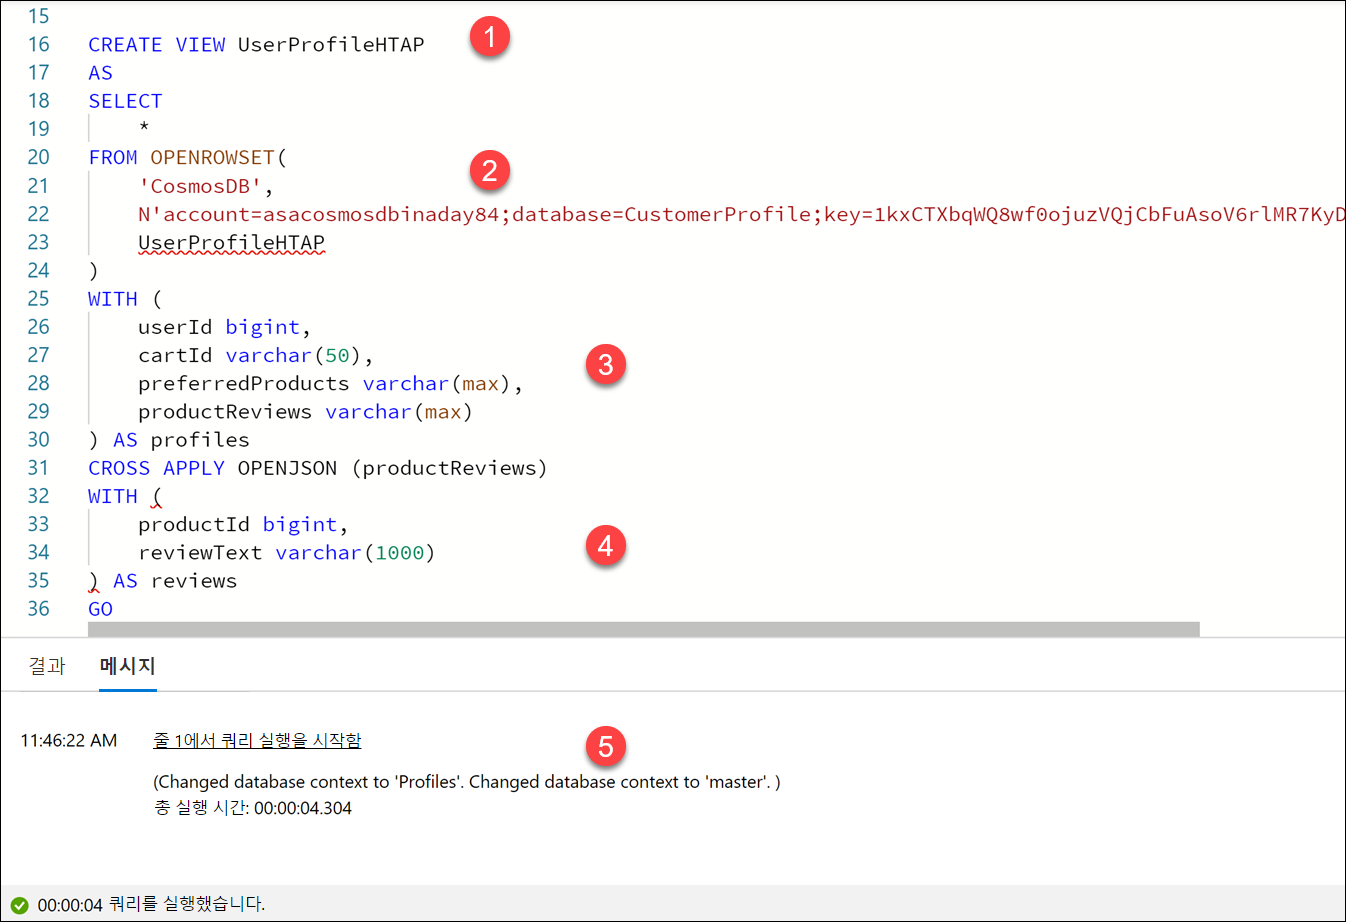 15
16 CREATE VIEW UserProfileHTAP 1
17 AS
18 SELECT
19 *
20 FROM OPENROWSET(
21 'CosmosDB', 2
22 N'account=asacosmosdbinaday84;database=CustomerProfile;key=1kxCTXbqWQ8wf0ojuzVQjCbFuAsoV6rlMR7KyD
23 UserProfileHTAP
24 )
25 WITH (
26 userId bigint,
27 cartId varchar(50), 3
28 preferredProducts varchar(max),
29 productReviews varchar(max)
30 ) AS profiles
31 CROSS APPLY OPENJSON (productReviews)
32 WITH (
33 productId bigint,
34 reviewText varchar(1000) 4
35 ) AS reviews
36 GO
결과 메시지
11:46:22 AM 줄 1에서 쿼리 실행을 시작함 5
(Changed database context to 'Profiles'. Changed database context to 'master'. )
총 실행 시간: 00:00:04.304
00:00:04 쿼리를 실행했습니다.